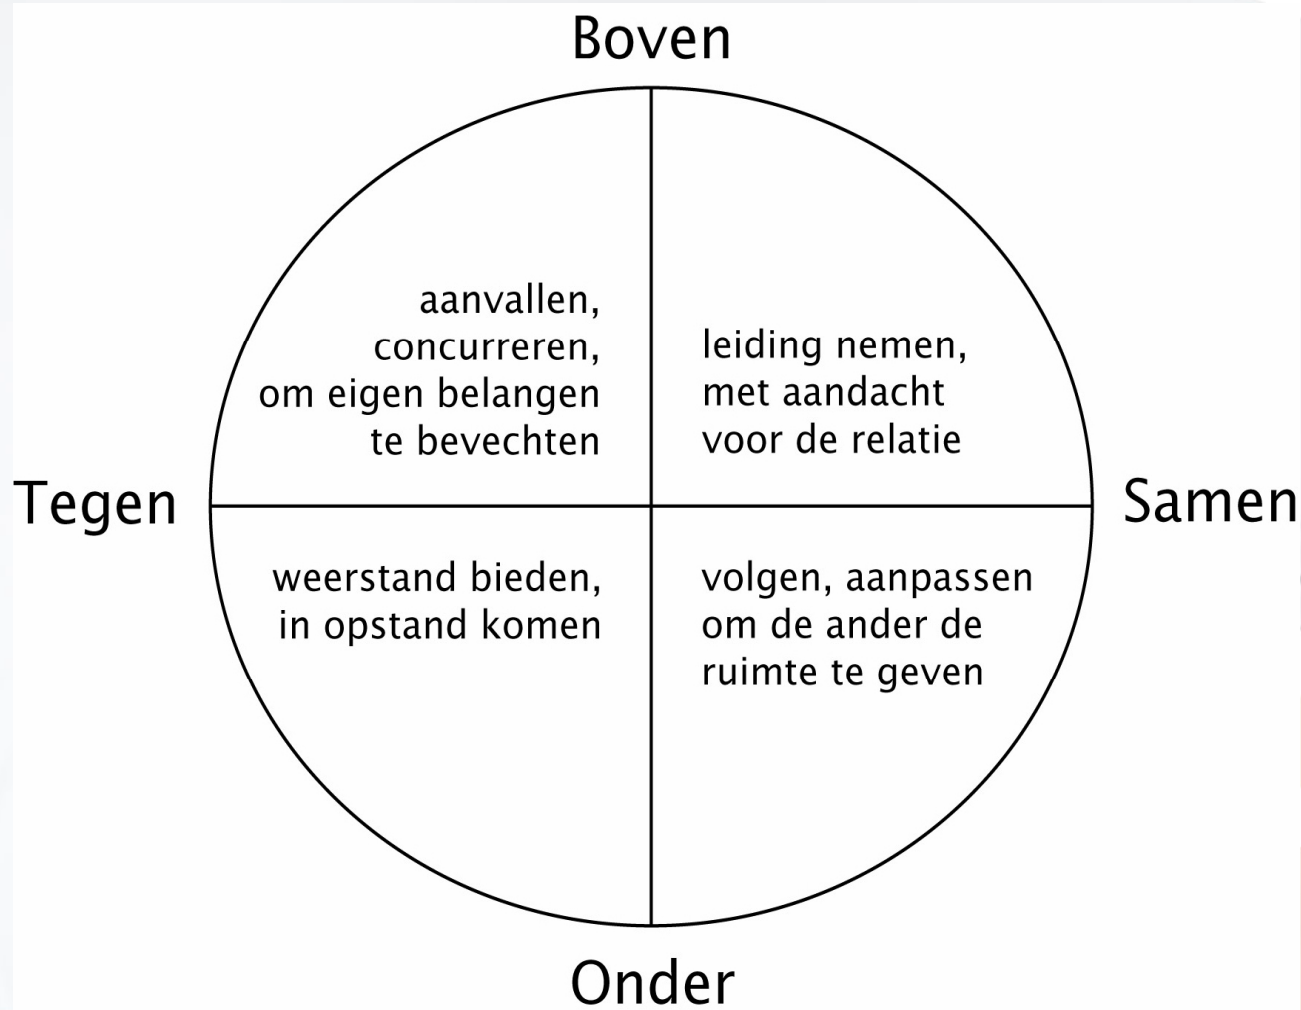 Boven
aanvallen,
concurreren,
om eigen belangen
te bevechten
leiding nemen,
met aandacht
voor de relatie
Tegen
Samen
weerstand bieden,
in opstand komen
volgen, aanpassen
om de ander de
ruimte te geven
Onder